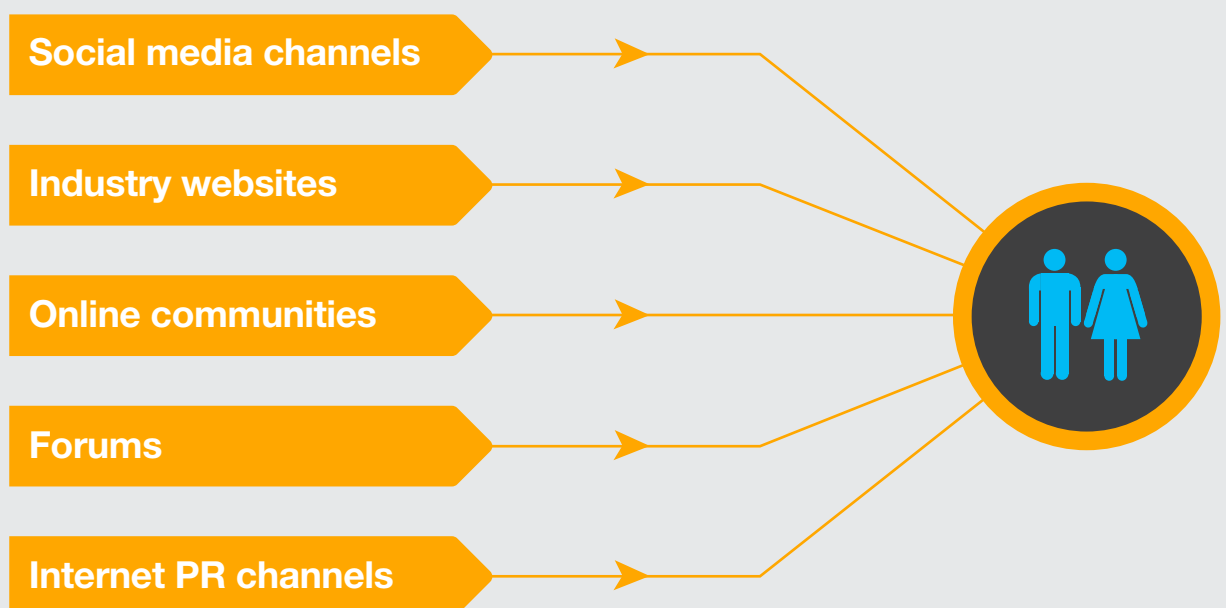 Social media channels
Industry websites
Online communities
Forums
Internet PR channels